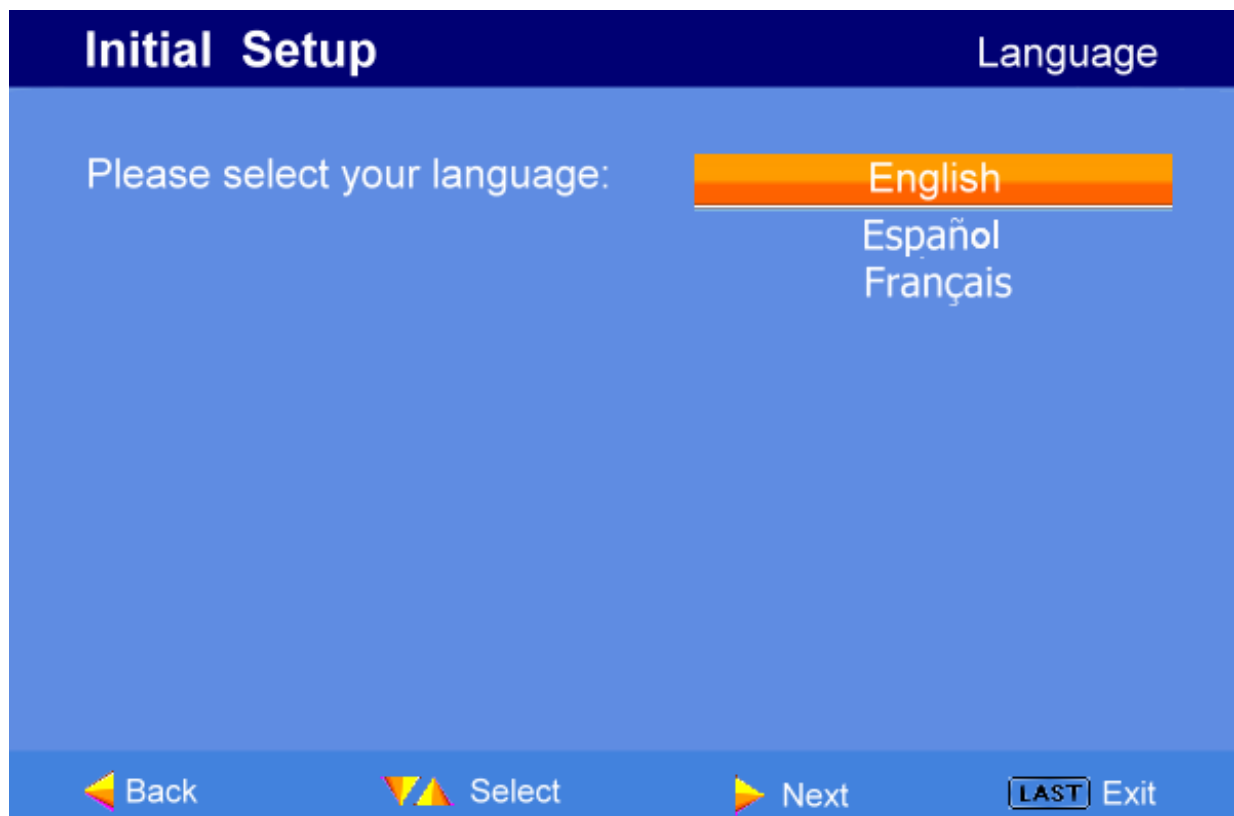 Initial Setup Language
Please select your language: English
Español
Français
Back Select Next LAST Exit